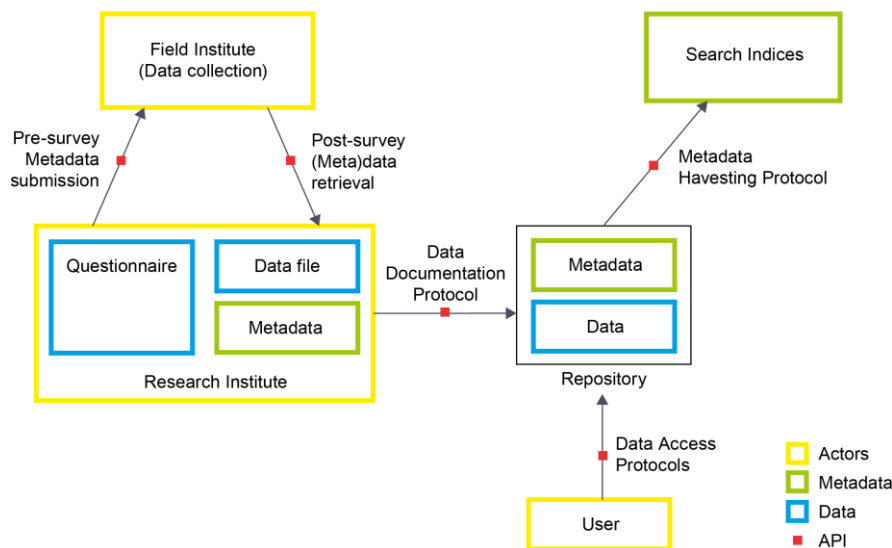 Field Institute
(Data collection)
Search Indices
Pre-survey
Metadata
submission
Post-survey
(Meta)data
retrieval
Metadata
Havesting Protocol
Questionnaire
Data file
Metadata
Research Institute
Data
Documentation
Protocol
Metadata
Data
Repository
Data Access
Protocols
User
Actors
Metadata
Data
API